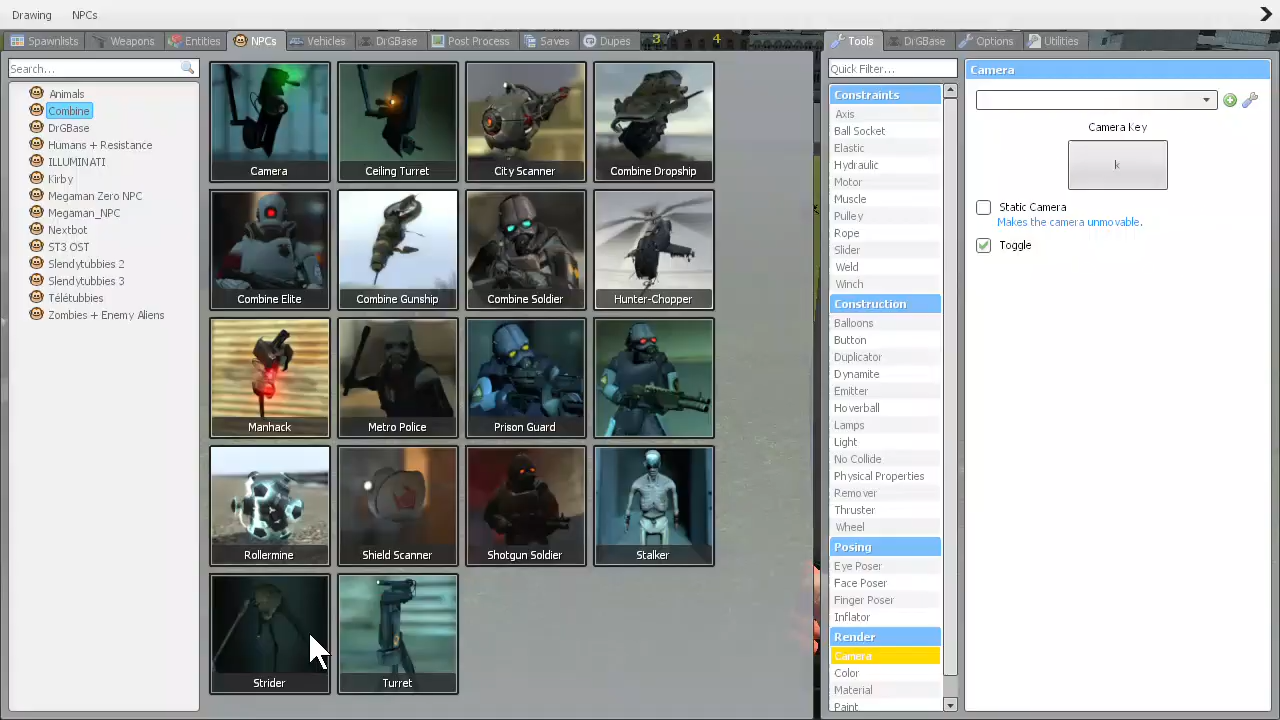 Drawing NPCs
Spawnlists Weapons Entities NPCs Vehicles DrGBase Post Process Saves Dupes 3 4 Tools DrGBase Options Utilities
Search...
Animals
Combine
DrGBase
Humans + Resistance
ILLUMINATI
Kirby
Megaman Zero NPC
Megaman_NPC
Nextbot
ST3 OST
Slendytubbies 2
Slendytubbies 3
Teletubbies
Zombies + Enemy Aliens
Camera Ceiling Turret City Scanner Combine Dropship
Combine Elite Combine Gunship Combine Soldier Hunter-Chopper
Manhack Metro Police Prison Guard
Rollermine Shield Scanner Shotgun Soldier Stalker
Strider Turret
Quick Filter...
Constraints
Axis
Ball Socket
Elastic
Hydraulic
Motor
Muscle
Pulley
Rope
Slider
Weld
Winch
Construction
Balloons
Button
Duplicator
Dynamite
Emitter
Hoverball
Lamps
Light
No Collide
Physical Properties
Remover
Thruster
Wheel
Posing
Eye Poser
Face Poser
Finger Poser
Inflator
Render
Camera
Color
Material
Paint
Camera
Camera Key
k
Static Camera
Makes the camera unmovable.
Toggle